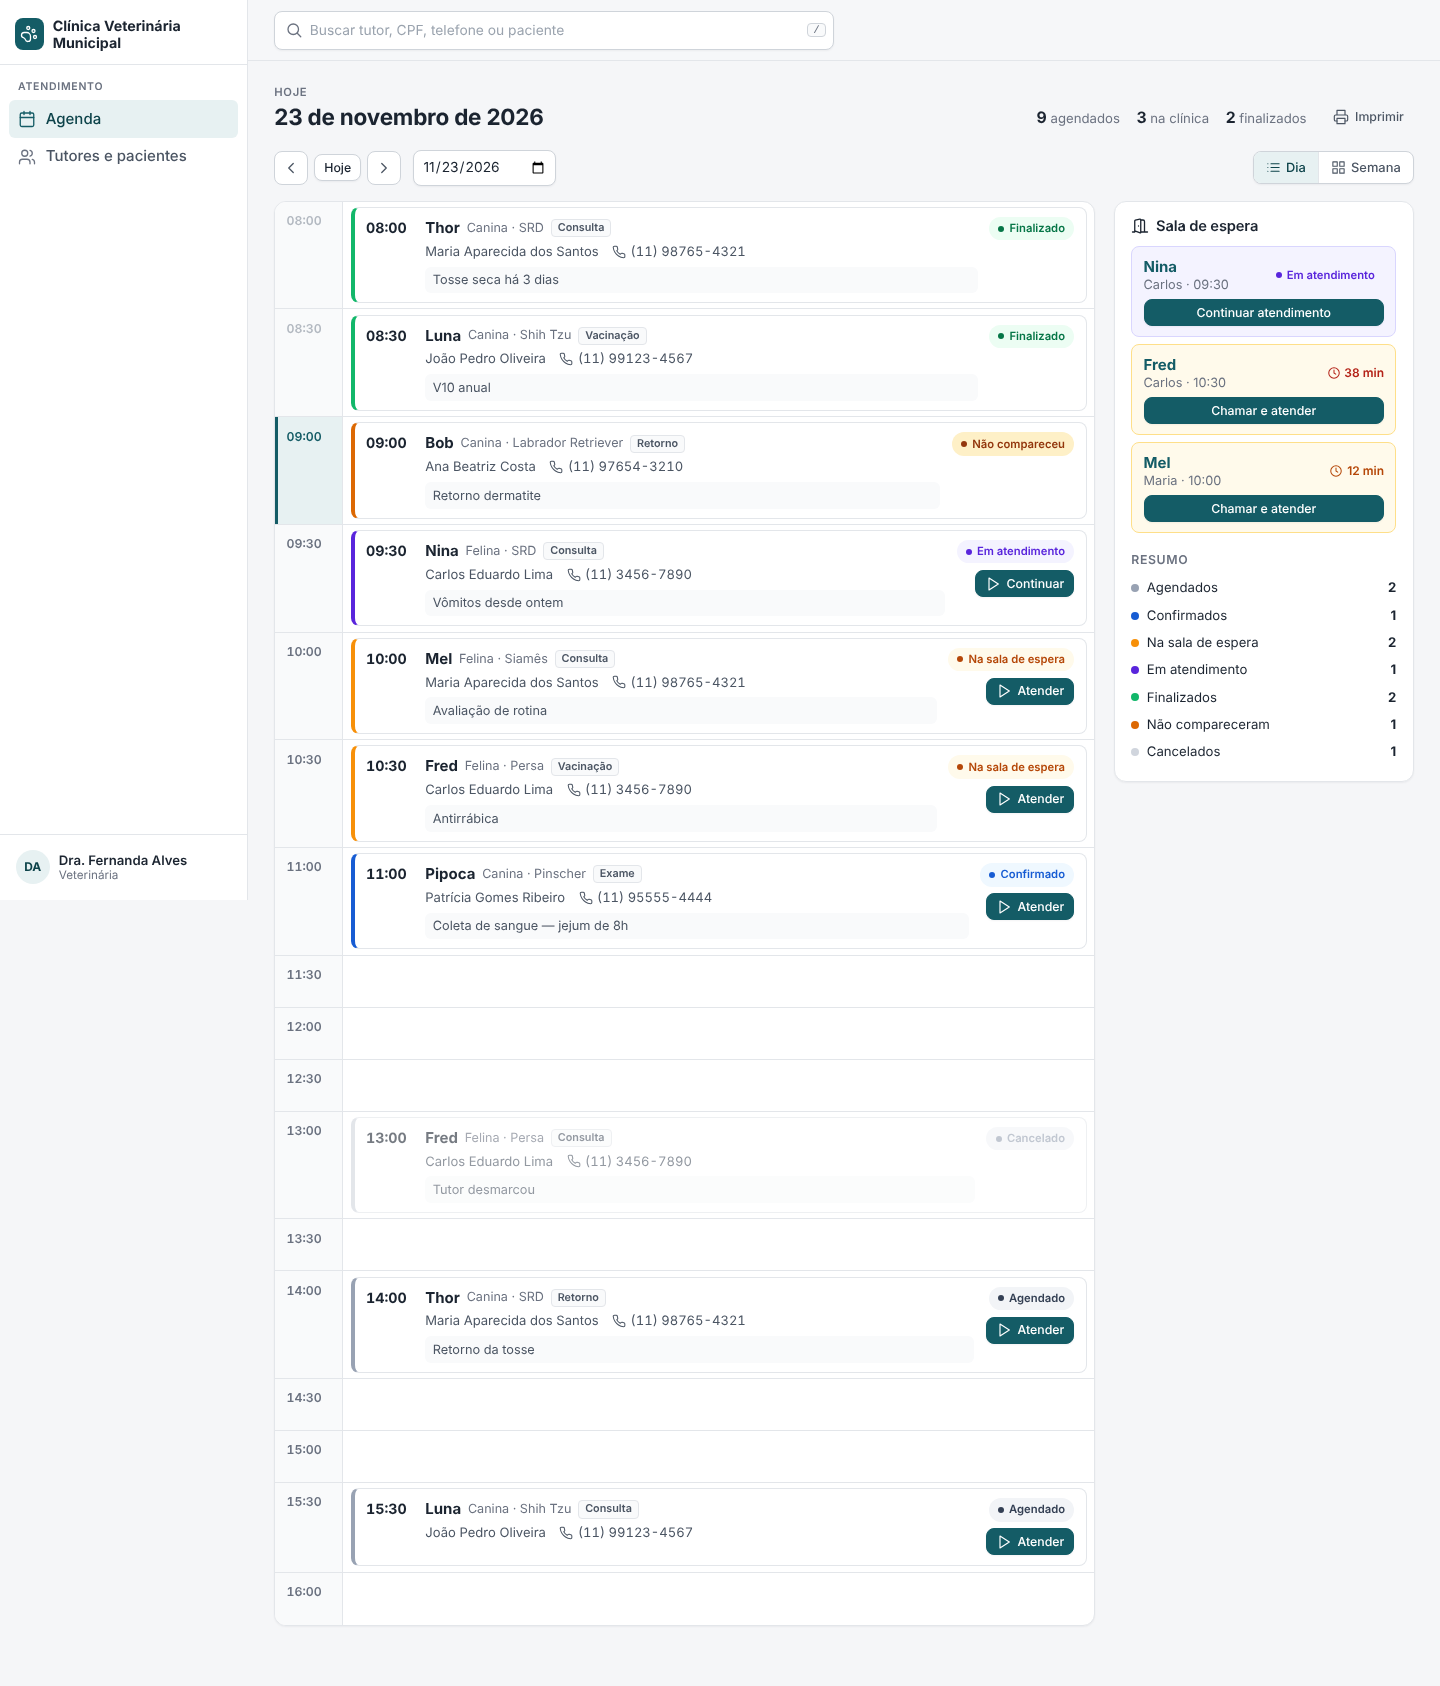 Clínica Veterinária
Municipal
ATENDIMENTO
Agenda
Tutores e pacientes
DA
Dra. Fernanda Alves
Veterinária
Buscar tutor, CPF, telefone ou paciente
/
HOJE
23 de novembro de 2026
9 agendados 3 na clínica 2 finalizados
Imprimir
Hoje
11/23/2026
Dia
Semana
08:00
08:00 Thor Canina · SRD Consulta
Finalizado
Maria Aparecida dos Santos (11) 98765-4321
Tosse seca há 3 dias
08:30
08:30 Luna Canina · Shih Tzu Vacinação
Finalizado
João Pedro Oliveira (11) 99123-4567
V10 anual
09:00
09:00 Bob Canina · Labrador Retriever Retorno
Não compareceu
Ana Beatriz Costa (11) 97654-3210
Retorno dermatite
09:30
09:30 Nina Felina · SRD Consulta
Em atendimento
Carlos Eduardo Lima (11) 3456-7890
Continuar
Vômitos desde ontem
10:00
10:00 Mel Felina · Siamês Consulta
Na sala de espera
Maria Aparecida dos Santos (11) 98765-4321
Atender
Avaliação de rotina
10:30
10:30 Fred Felina · Persa Vacinação
Na sala de espera
Carlos Eduardo Lima (11) 3456-7890
Atender
Antirrábica
11:00
11:00 Pipoca Canina · Pinscher Exame
Confirmado
Patrícia Gomes Ribeiro (11) 95555-4444
Atender
Coleta de sangue — jejum de 8h
11:30
12:00
12:30
13:00
13:00 Fred Felina · Persa Consulta
Cancelado
Carlos Eduardo Lima (11) 3456-7890
Tutor desmarcou
13:30
14:00
14:00 Thor Canina · SRD Retorno
Agendado
Maria Aparecida dos Santos (11) 98765-4321
Atender
Retorno da tosse
14:30
15:00
15:30
15:30 Luna Canina · Shih Tzu Consulta
Agendado
João Pedro Oliveira (11) 99123-4567
Atender
16:00
Sala de espera
Nina
Em atendimento
Carlos · 09:30
Continuar atendimento
Fred
38 min
Carlos · 10:30
Chamar e atender
Mel
12 min
Maria · 10:00
Chamar e atender
RESUMO
Agendados 2
Confirmados 1
Na sala de espera 2
Em atendimento 1
Finalizados 2
Não compareceram 1
Cancelados 1